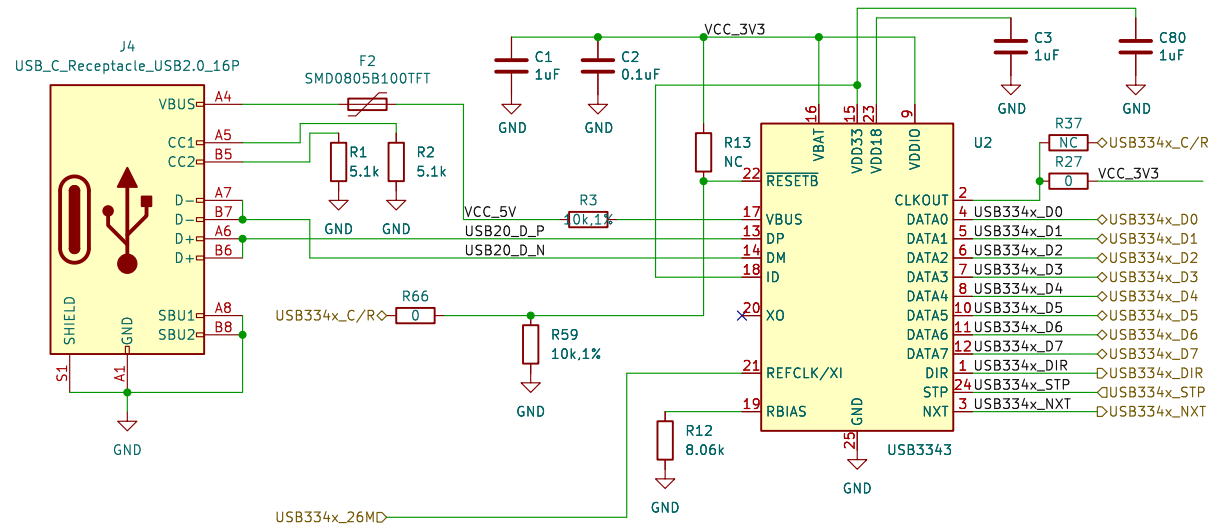 J4
USB_C_Receptacle_USB2.0_16P
VBUS A4
CC1 A5
CC2 B5
D- A7
D- B7
D+ A6
D+ B6
SBU1 A8
SBU2 B8
SHIELD
GND
S1
A1
GND
F2
SMD0805B100TFT
R1
5.1k
GND
R2
5.1k
GND
VCC_5V
USB20_D_P
USB20_D_N
R3
10k,1%
USB334x_C/R
R66
0
R59
10k,1%
GND
USB334x_26M
C1
1uF
GND
C2
0.1uF
GND
VCC_3V3
R13
NC
R12
8.06k
GND
C3
1uF
GND
C80
1uF
GND
U2
USB3343
16 VBAT
15 VDD33
23 VDD18
9 VDDIO
22 RESETB
17 VBUS
13 DP
14 DM
18 ID
20 XO
21 REFCLK/XI
19 RBIAS
25 GND
GND
R37
NC
USB334x_C/R
R27
0
VCC_3V3
CLKOUT 2
DATA0 4 USB334x_D0 USB334x_D0
DATA1 5 USB334x_D1 USB334x_D1
DATA2 6 USB334x_D2 USB334x_D2
DATA3 7 USB334x_D3 USB334x_D3
DATA4 8 USB334x_D4 USB334x_D4
DATA5 10 USB334x_D5 USB334x_D5
DATA6 11 USB334x_D6 USB334x_D6
DATA7 12 USB334x_D7 USB334x_D7
DIR 1 USB334x_DIR USB334x_DIR
STP 24 USB334x_STP USB334x_STP
NXT 3 USB334x_NXT USB334x_NXT